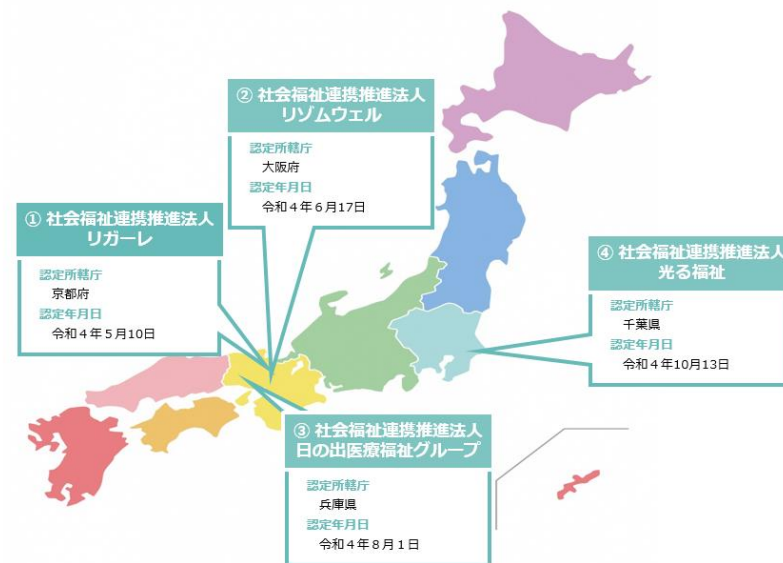 ① 社会福祉連携推進法人
リガーレ
認定所轄庁
京都府
認定年月日
令和４年５月10日
② 社会福祉連携推進法人
リゾムウェル
認定所轄庁
大阪府
認定年月日
令和４年６月17日
③ 社会福祉連携推進法人
日の出医療福祉グループ
認定所轄庁
兵庫県
認定年月日
令和４年８月１日
④ 社会福祉連携推進法人
光る福祉
認定所轄庁
千葉県
認定年月日
令和４年10月13日